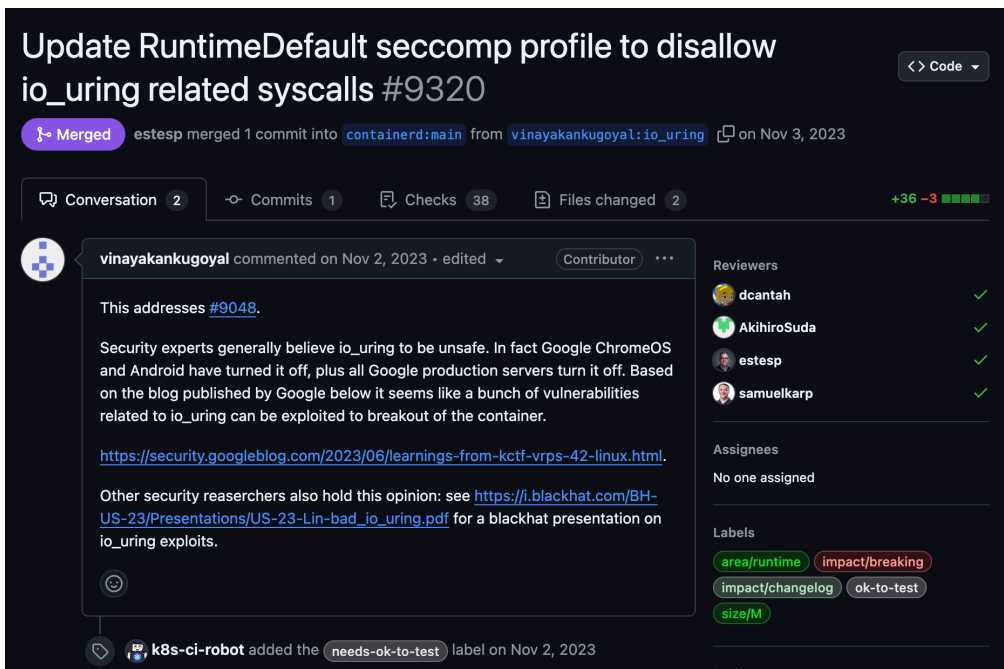 Update RuntimeDefault seccomp profile to disallow
io_uring related syscalls #9320
<> Code
Merged
estesp merged 1 commit into containerd:main from vinayakankugoyal:io_uring on Nov 3, 2023
Conversation 2
Commits 1
Checks 38
Files changed 2
+36 −3
vinayakankugoyal commented on Nov 2, 2023 • edited
Contributor
This addresses #9048.
Security experts generally believe io_uring to be unsafe. In fact Google ChromeOS
and Android have turned it off, plus all Google production servers turn it off. Based
on the blog published by Google below it seems like a bunch of vulnerabilities
related to io_uring can be exploited to breakout of the container.
https://security.googleblog.com/2023/06/learnings-from-kctf-vrps-42-linux.html.
Other security reaserchers also hold this opinion: see https://i.blackhat.com/BH-
US-23/Presentations/US-23-Lin-bad_io_uring.pdf for a blackhat presentation on
io_uring exploits.
k8s-ci-robot added the needs-ok-to-test label on Nov 2, 2023
Reviewers
dcantah
AkihiroSuda
estesp
samuelkarp
Assignees
No one assigned
Labels
area/runtime impact/breaking
impact/changelog ok-to-test
size/M